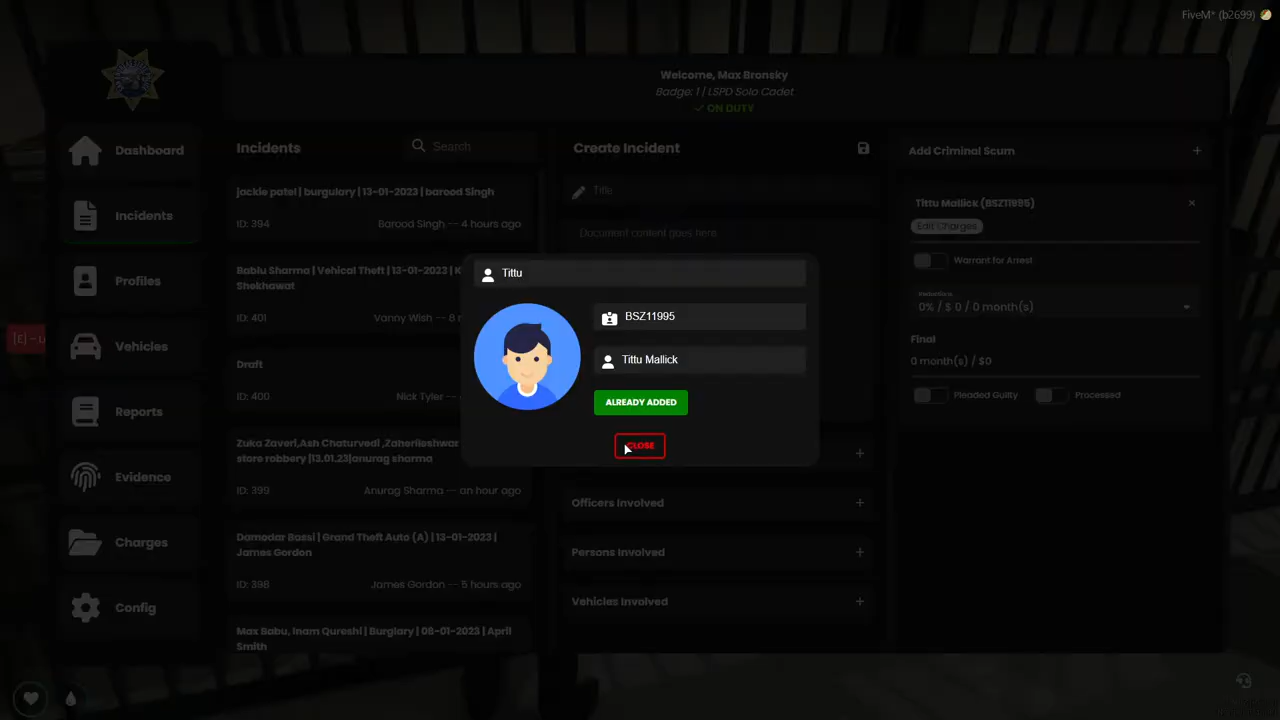 FiveM* (b2699)
Welcome, Max Bronsky
Badge: 1 | LSPD Solo Cadet
ON DUTY
Dashboard
Incidents
Profiles
Vehicles
Reports
Evidence
Charges
Config
[E] - L
Incidents
Search
jackie patel | burgulary | 13-01-2023 | barood Singh
ID: 394
Barood Singh -- 4 hours ago
Bablu Sharma | Vehical Theft | 13-01-2023 | K
Shekhawat
ID: 401
Vanny Wish -- 8
Draft
ID: 400
Nick Tyler --
Zuka Zaveri,Ash Chaturvedi ,Zaherileshwar
store robbery |13.01.23|anurag sharma
ID: 399
Anurag Sharma -- an hour ago
Damodar Bassi | Grand Theft Auto (A) | 13-01-2023 |
James Gordon
ID: 398
James Gordon -- 5 hours ago
Max Babu, Inam Qureshi | Burglary | 08-01-2023 | April
Smith
Create Incident
Title
Document content goes here
Tittu
BSZ11995
Tittu Mallick
ALREADY ADDED
CLOSE
Officers Involved
Persons Involved
Vehicles Involved
Add Criminal Scum
Tittu Mallick (BSZ11995)
Edit Charges
Warrant for Arrest
Reductions
0% / $ 0 / 0 month(s)
Final
0 month(s) / $0
Pleaded Guilty
Processed